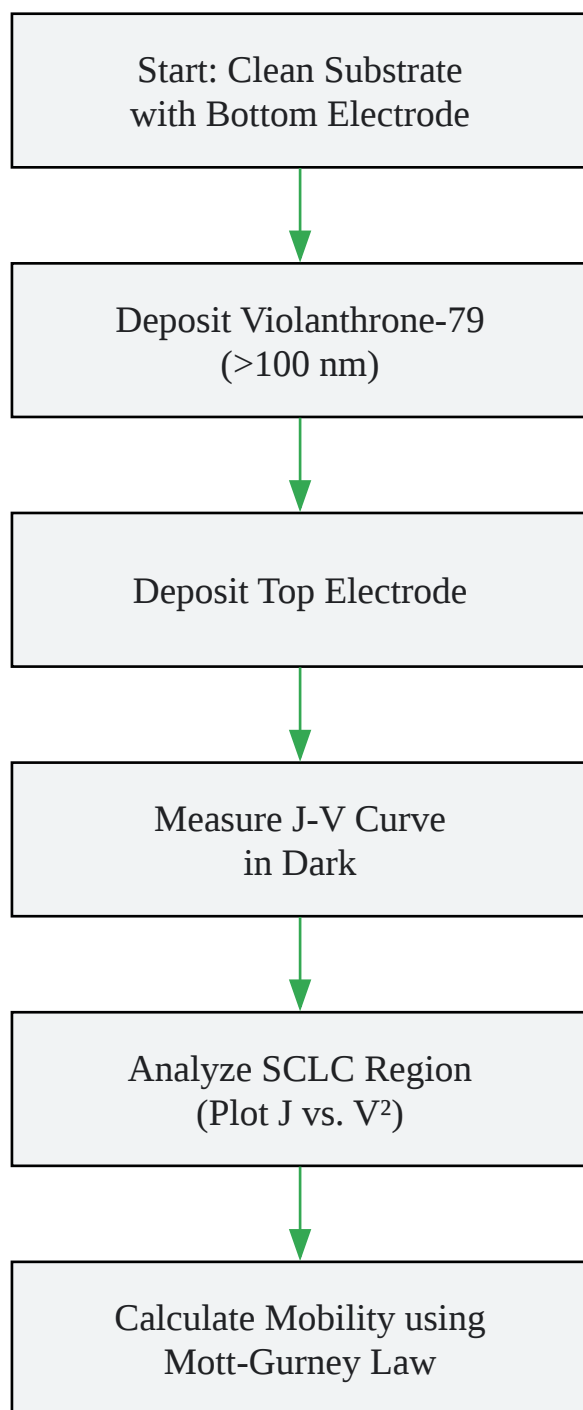 Start: Clean Substrate
with Bottom Electrode
Deposit Violanthrone-79
(>100 nm)
Deposit Top Electrode
Measure J-V Curve
in Dark
Analyze SCLC Region
(Plot J vs. V²)
Calculate Mobility using
Mott-Gurney Law